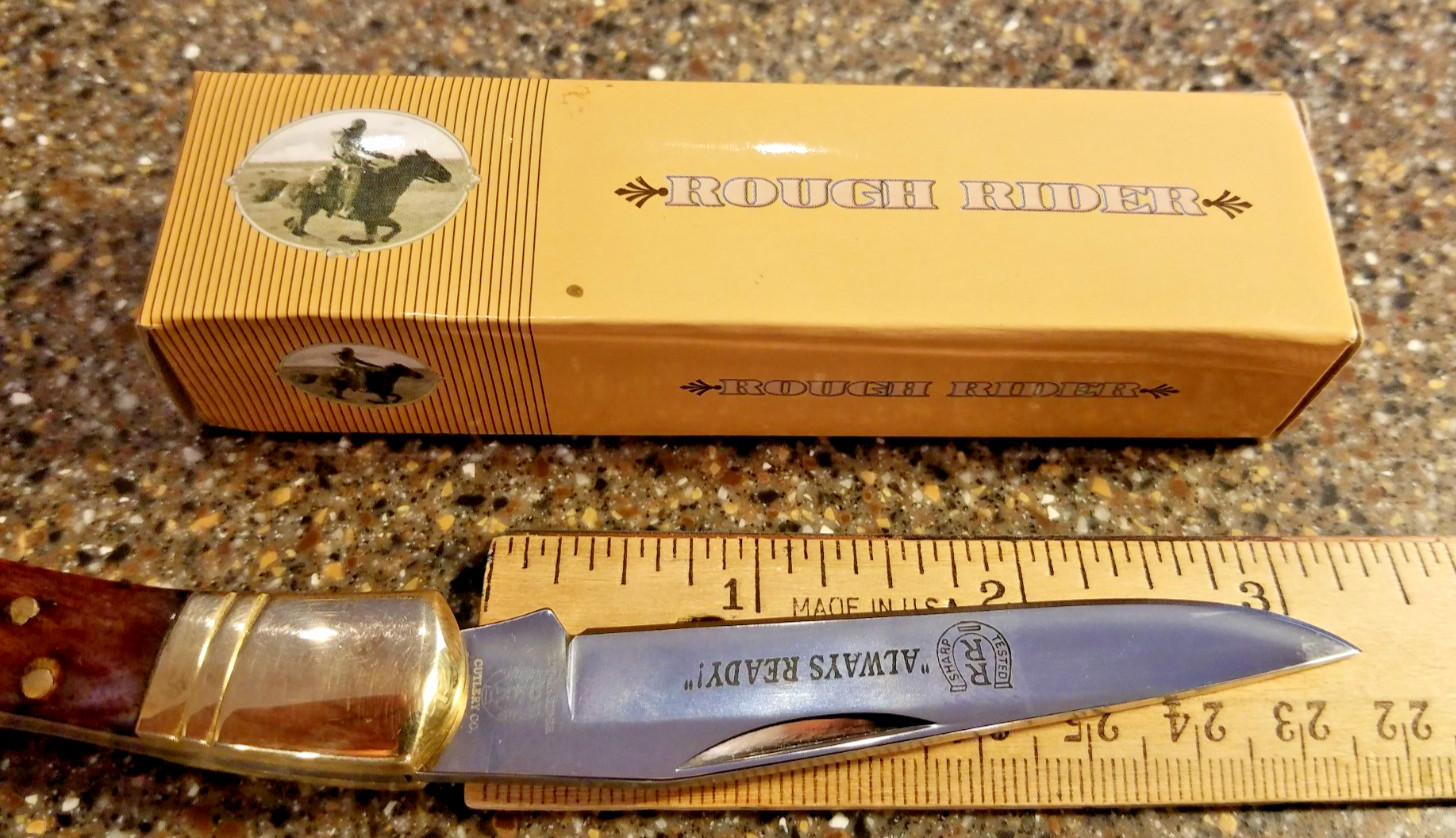 ROUGH RIDER
ROUGH RIDER
1 2 3
MADE IN U.S.A.
"ALWAYS READY!"
SHARP TESTED
RR
CUTLERY CO.
25 24 23 22